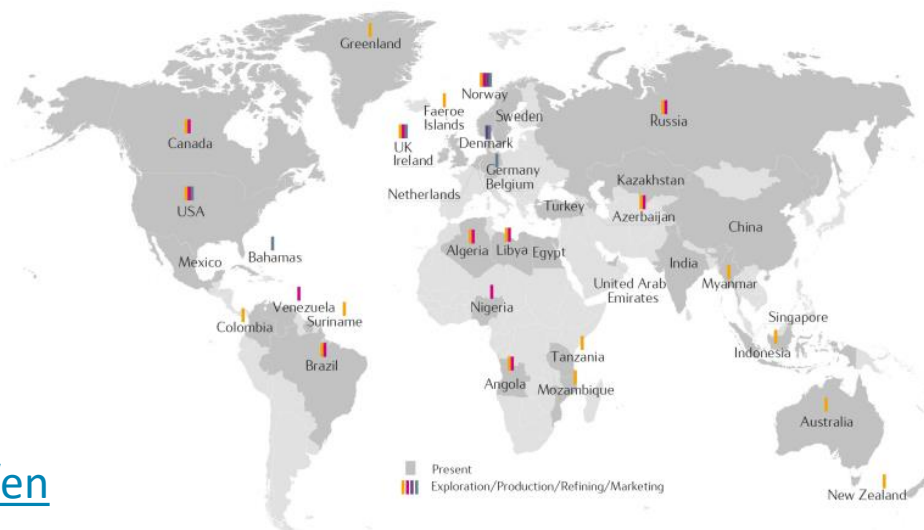 Greenland
Norway
Faeroe
Islands
Sweden
Russia
Canada
UK
Ireland
Denmark
Germany
Belgium
Netherlands
Kazakhstan
USA
Turkey
Azerbaijan
China
Bahamas
Mexico
Algeria
Libya
Egypt
India
Myanmar
United Arab
Emirates
Venezuela
Nigeria
Suriname
Colombia
Singapore
Indonesia
Tanzania
Brazil
Angola
Mozambique
Australia
Present
Exploration/Production/Refining/Marketing
New Zealand